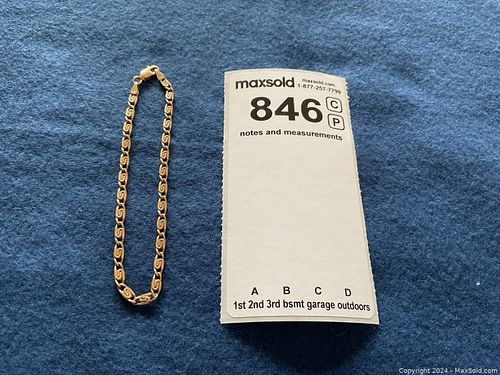 maxsold maxsold.com
1-877-257-7799
846 C
P
notes and measurements
A B C D
1st 2nd 3rd bsmt garage outdoors
Copyright 2024 - MaxSold.com